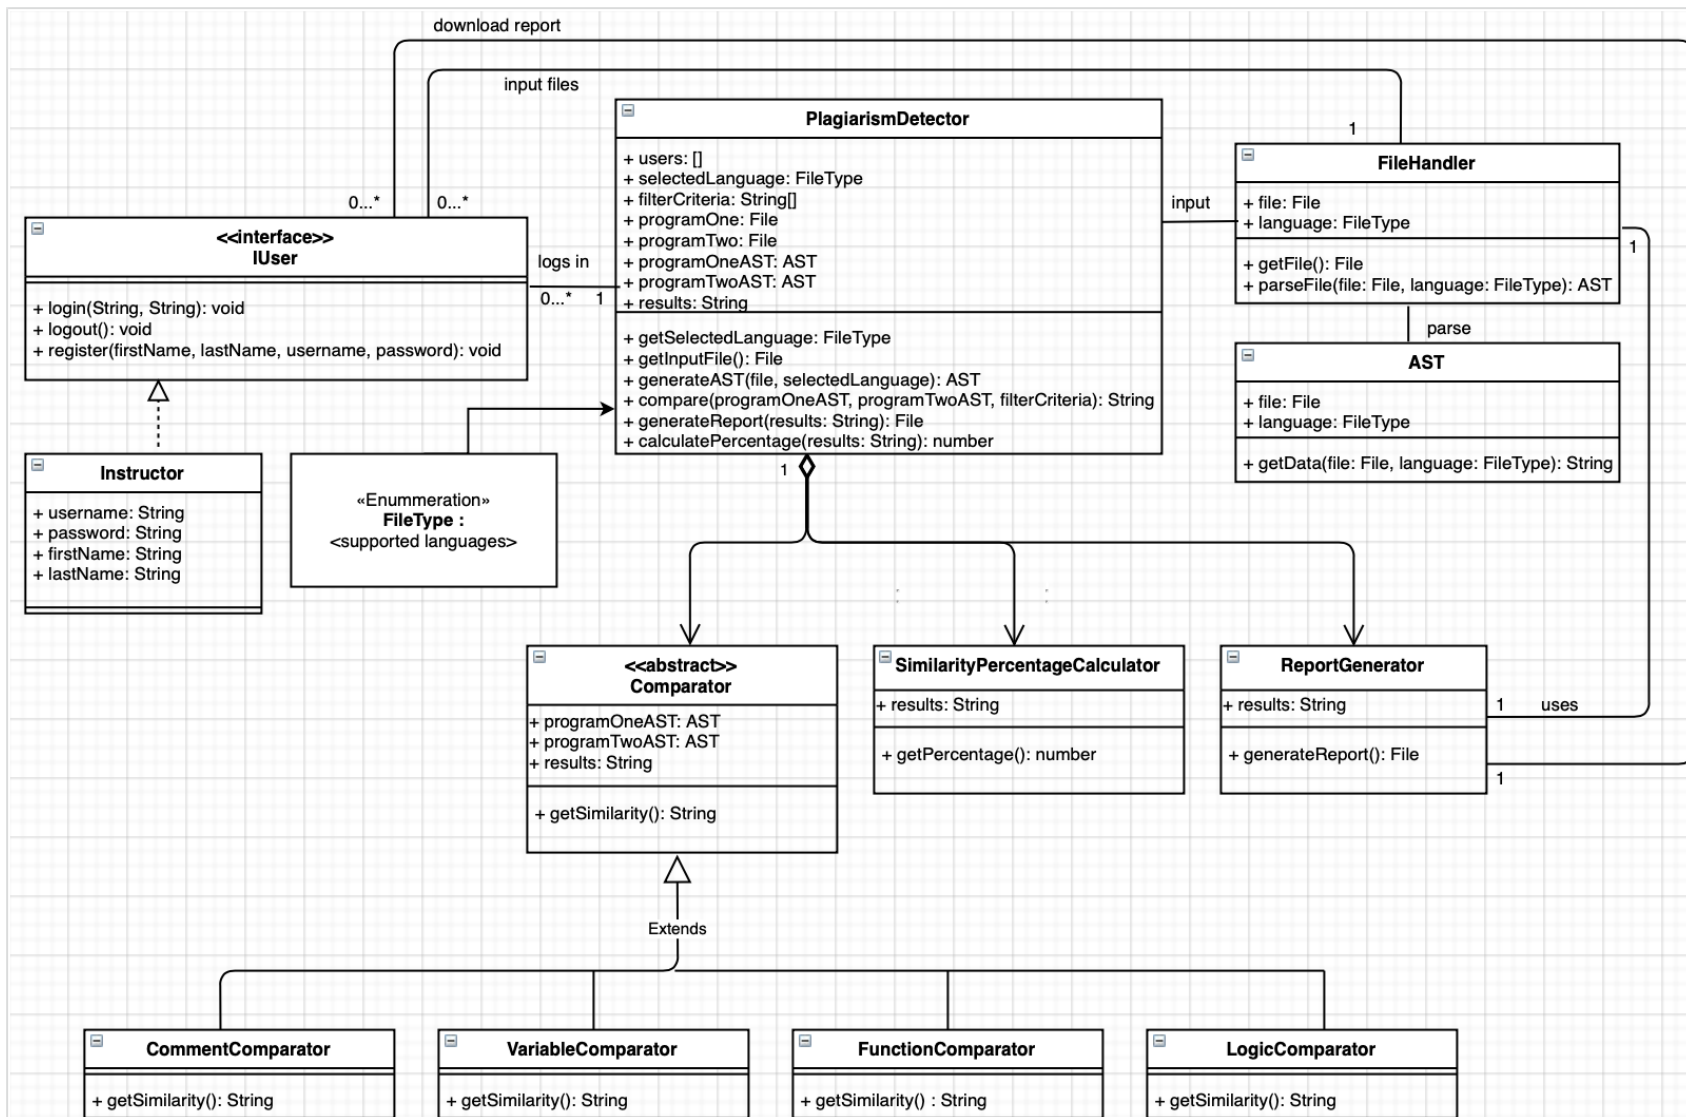 download report
input files
PlagiarismDetector
+ users: []
+ selectedLanguage: FileType
+ filterCriteria: String[]
+ programOne: File
+ programTwo: File
+ programOneAST: AST
+ programTwoAST: AST
+ results: String
+ getSelectedLanguage: FileType
+ getInputFile(): File
+ generateAST(file, selectedLanguage): AST
+ compare(programOneAST, programTwoAST, filterCriteria): String
+ generateReport(results: String): File
+ calculatePercentage(results: String): number
1
input
1
FileHandler
+ file: File
+ language: FileType
+ getFile(): File
+ parseFile(file: File, language: FileType): AST
1
parse
AST
+ file: File
+ language: FileType
+ getData(file: File, language: FileType): String
0...*
0...*
<<interface>>
IUser
+ login(String, String): void
+ logout(): void
+ register(firstName, lastName, username, password): void
logs in
0...*
1
Instructor
+ username: String
+ password: String
+ firstName: String
+ lastName: String
«Enummeration»
FileType :
<supported languages>
<<abstract>>
Comparator
+ programOneAST: AST
+ programTwoAST: AST
+ results: String
+ getSimilarity(): String
SimilarityPercentageCalculator
+ results: String
+ getPercentage(): number
ReportGenerator
+ results: String
+ generateReport(): File
1
uses
1
Extends
CommentComparator
+ getSimilarity(): String
VariableComparator
+ getSimilarity(): String
FunctionComparator
+ getSimilarity() : String
LogicComparator
+ getSimilarity(): String